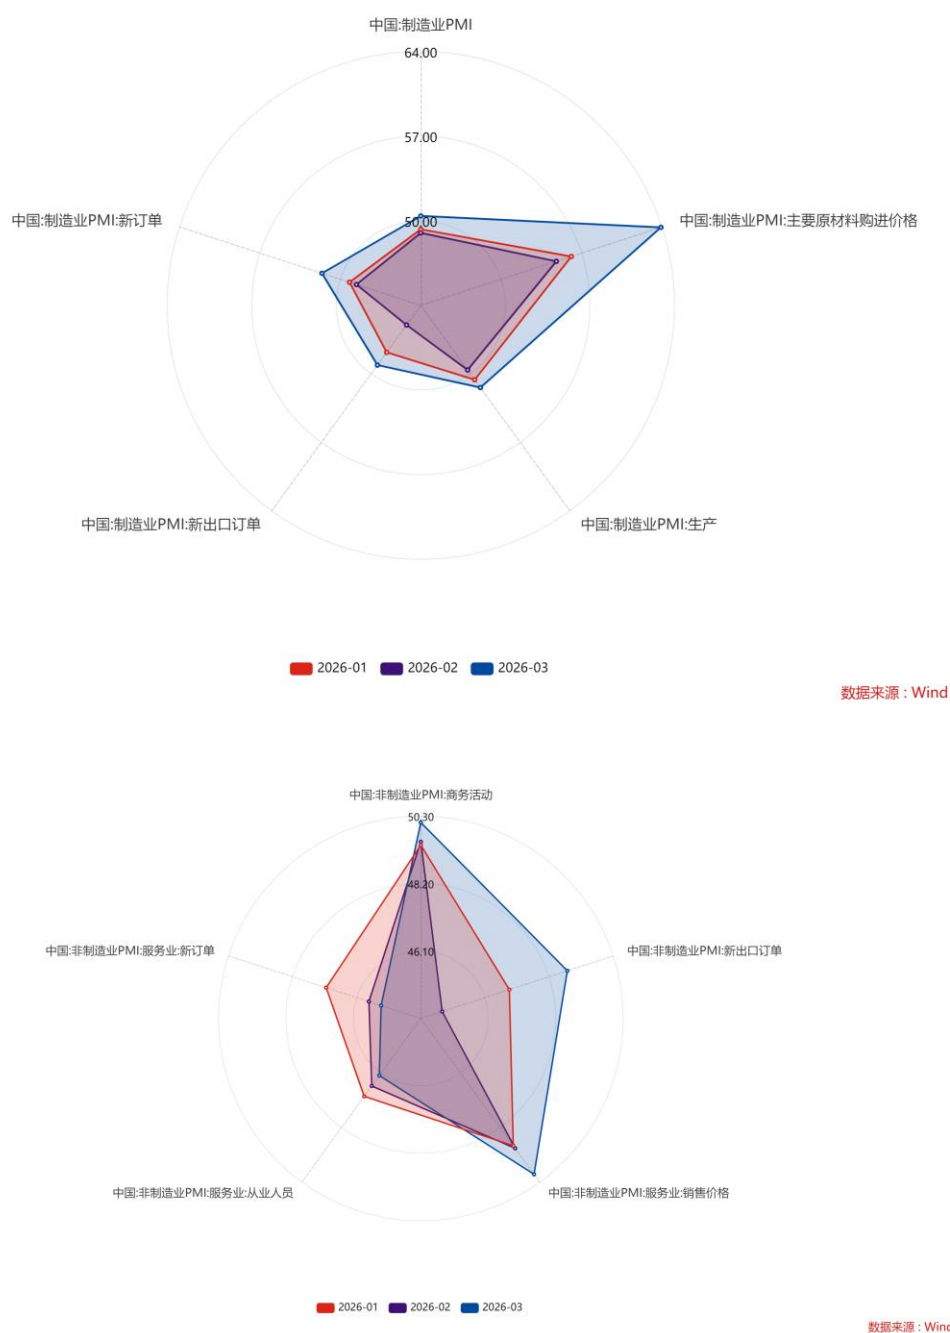 中国:制造业PMI
64.00
57.00
50.00
中国:制造业PMI:新订单
中国:制造业PMI:主要原材料购进价格
中国:制造业PMI:新出口订单
中国:制造业PMI:生产
2026-01 2026-02 2026-03
数据来源：Wind
中国:非制造业PMI:商务活动
50.30
48.20
46.10
中国:非制造业PMI:服务业:新订单
中国:非制造业PMI:新出口订单
中国:非制造业PMI:服务业:从业人员
中国:非制造业PMI:服务业:销售价格
2026-01 2026-02 2026-03
数据来源：Wind